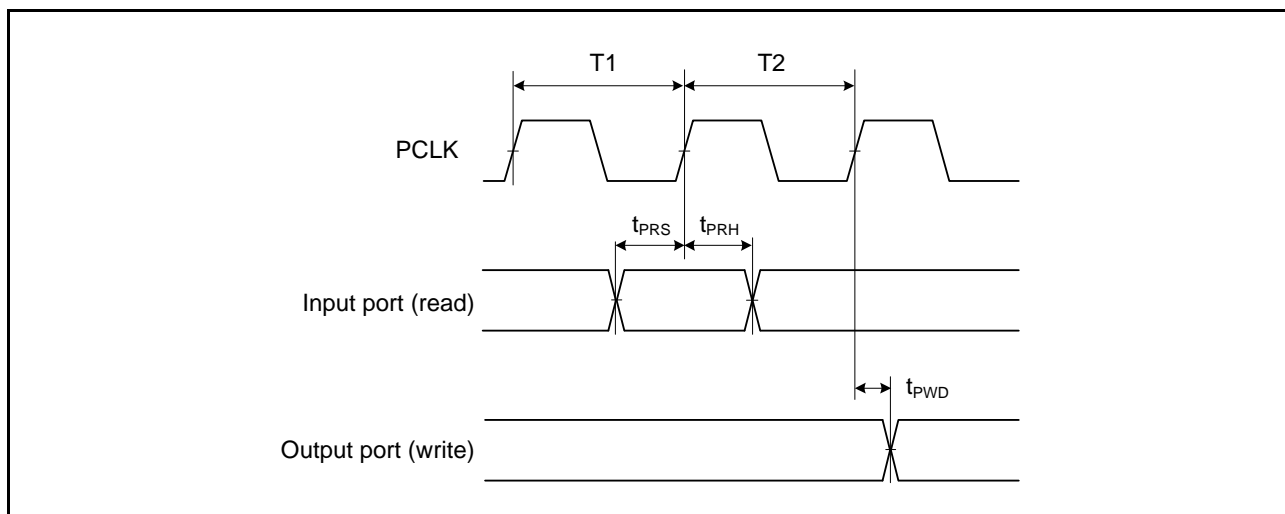 T1 T2
PCLK
tPRS tPRH
Input port (read)
tPWD
Output port (write)